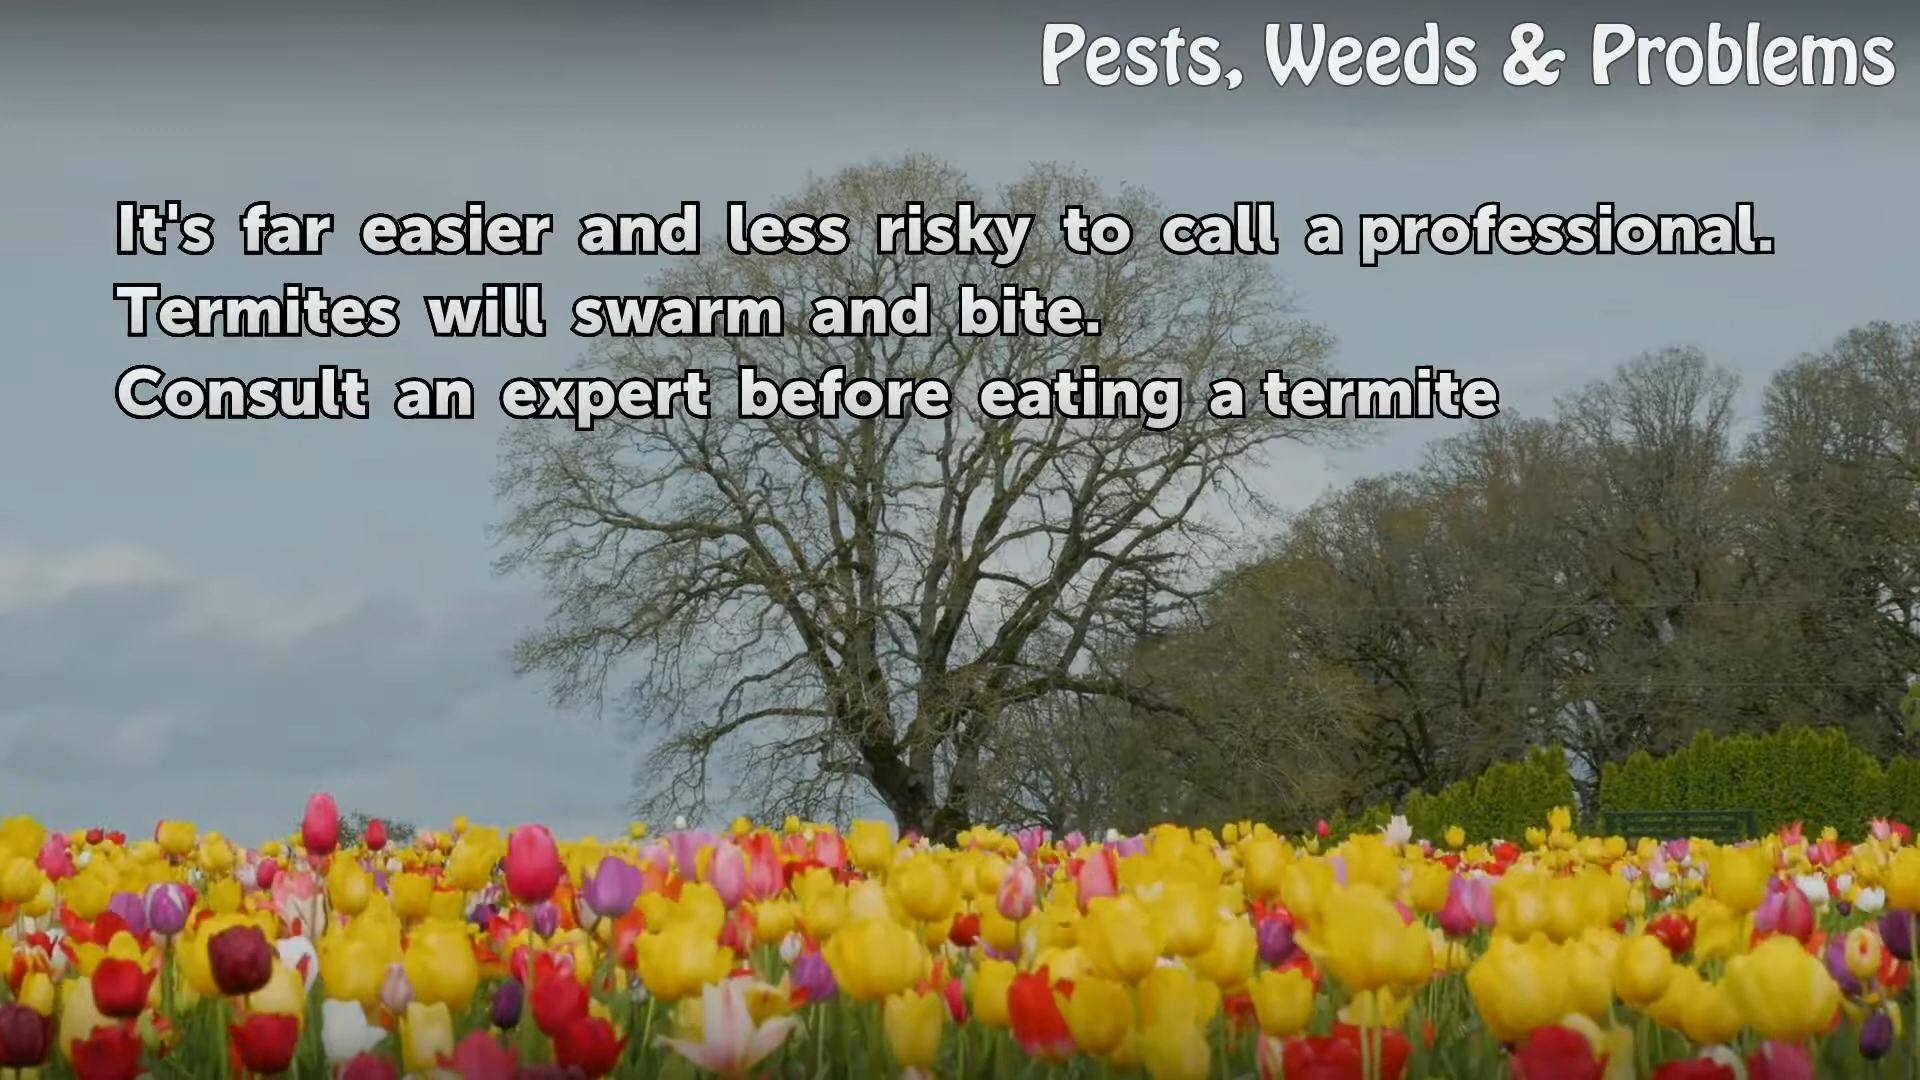 Pests, Weeds & Problems
It's far easier and less risky to call a professional.
Termites will swarm and bite.
Consult an expert before eating a termite